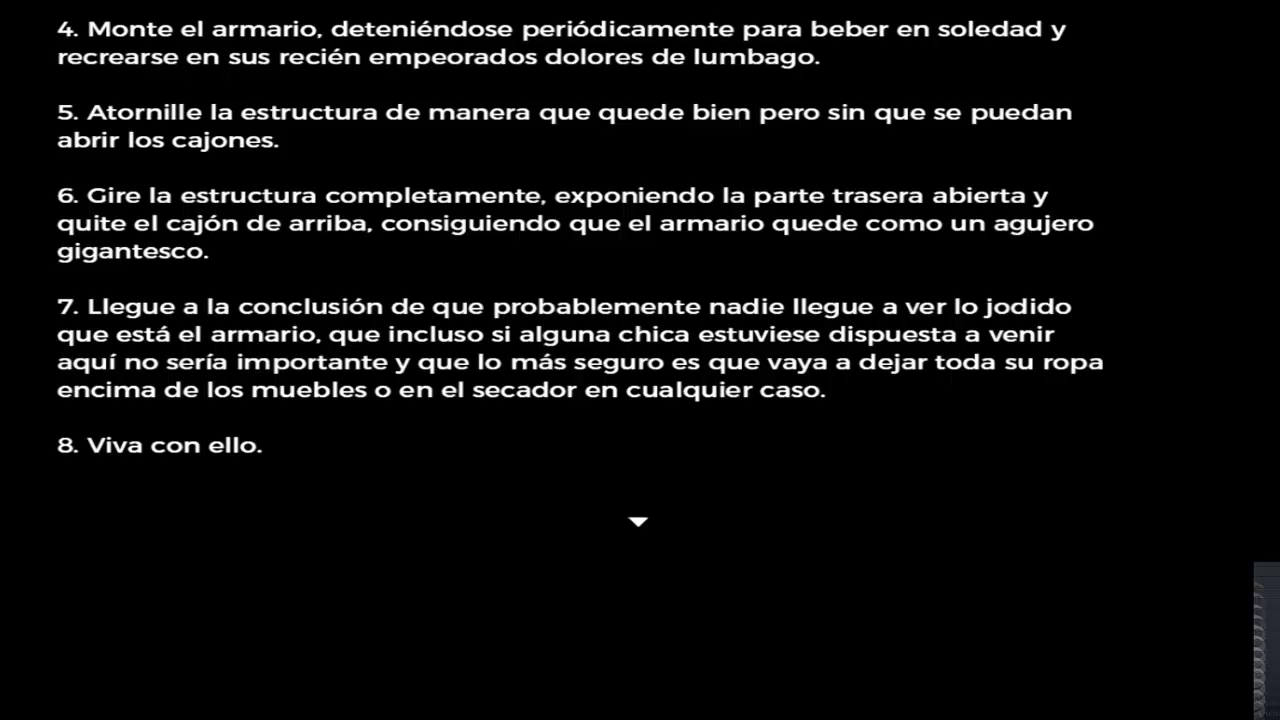 4. Monte el armario, deteniéndose periódicamente para beber en soledad y
recrearse en sus recién empeorados dolores de lumbago.
5. Atornille la estructura de manera que quede bien pero sin que se puedan
abrir los cajones.
6. Gire la estructura completamente, exponiendo la parte trasera abierta y
quite el cajón de arriba, consiguiendo que el armario quede como un agujero
gigantesco.
7. Llegue a la conclusión de que probablemente nadie llegue a ver lo jodido
que está el armario, que incluso si alguna chica estuviese dispuesta a venir
aquí no sería importante y que lo más seguro es que vaya a dejar toda su ropa
encima de los muebles o en el secador en cualquier caso.
8. Viva con ello.